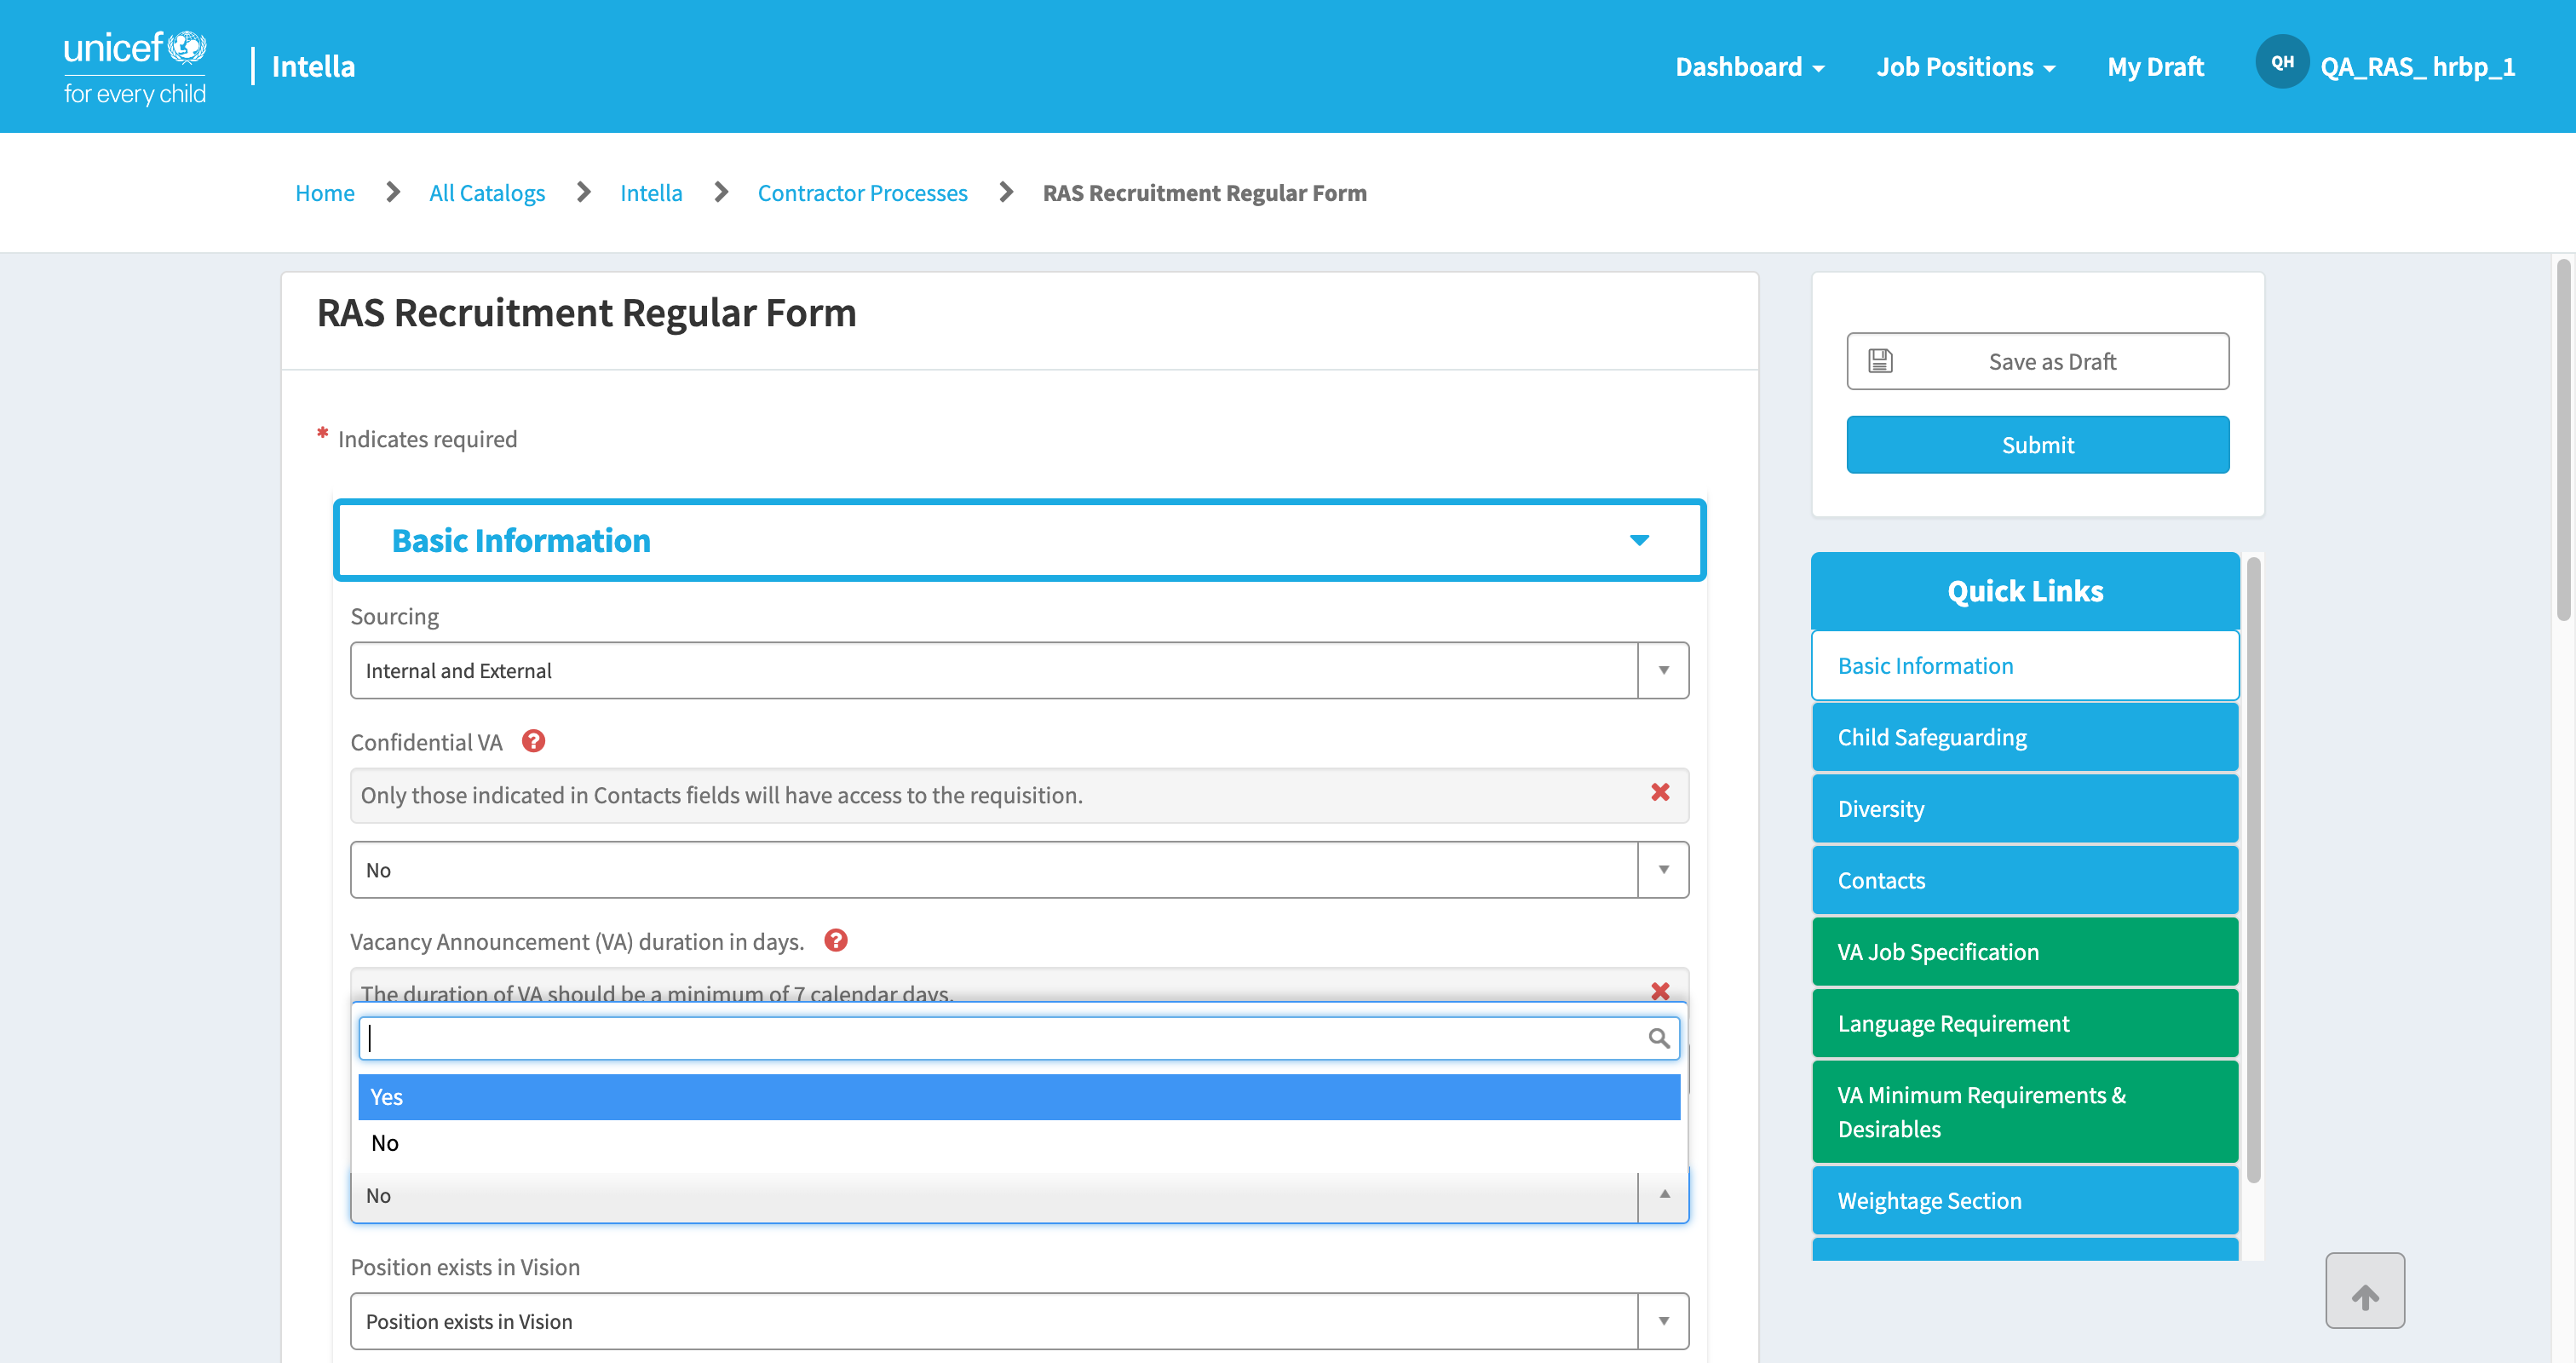 unicef
for every child
Intella
Dashboard
Job Positions
My Draft
QH
QA_RAS_ hrbp_1
Home
All Catalogs
Intella
Contractor Processes
RAS Recruitment Regular Form
RAS Recruitment Regular Form
* Indicates required
Basic Information
Sourcing
Internal and External
Confidential VA ?
Only those indicated in Contacts fields will have access to the requisition.
No
Vacancy Announcement (VA) duration in days. ?
The duration of VA should be a minimum of 7 calendar days.
Yes
No
No
Position exists in Vision
Position exists in Vision
Save as Draft
Submit
Quick Links
Basic Information
Child Safeguarding
Diversity
Contacts
VA Job Specification
Language Requirement
VA Minimum Requirements &
Desirables
Weightage Section